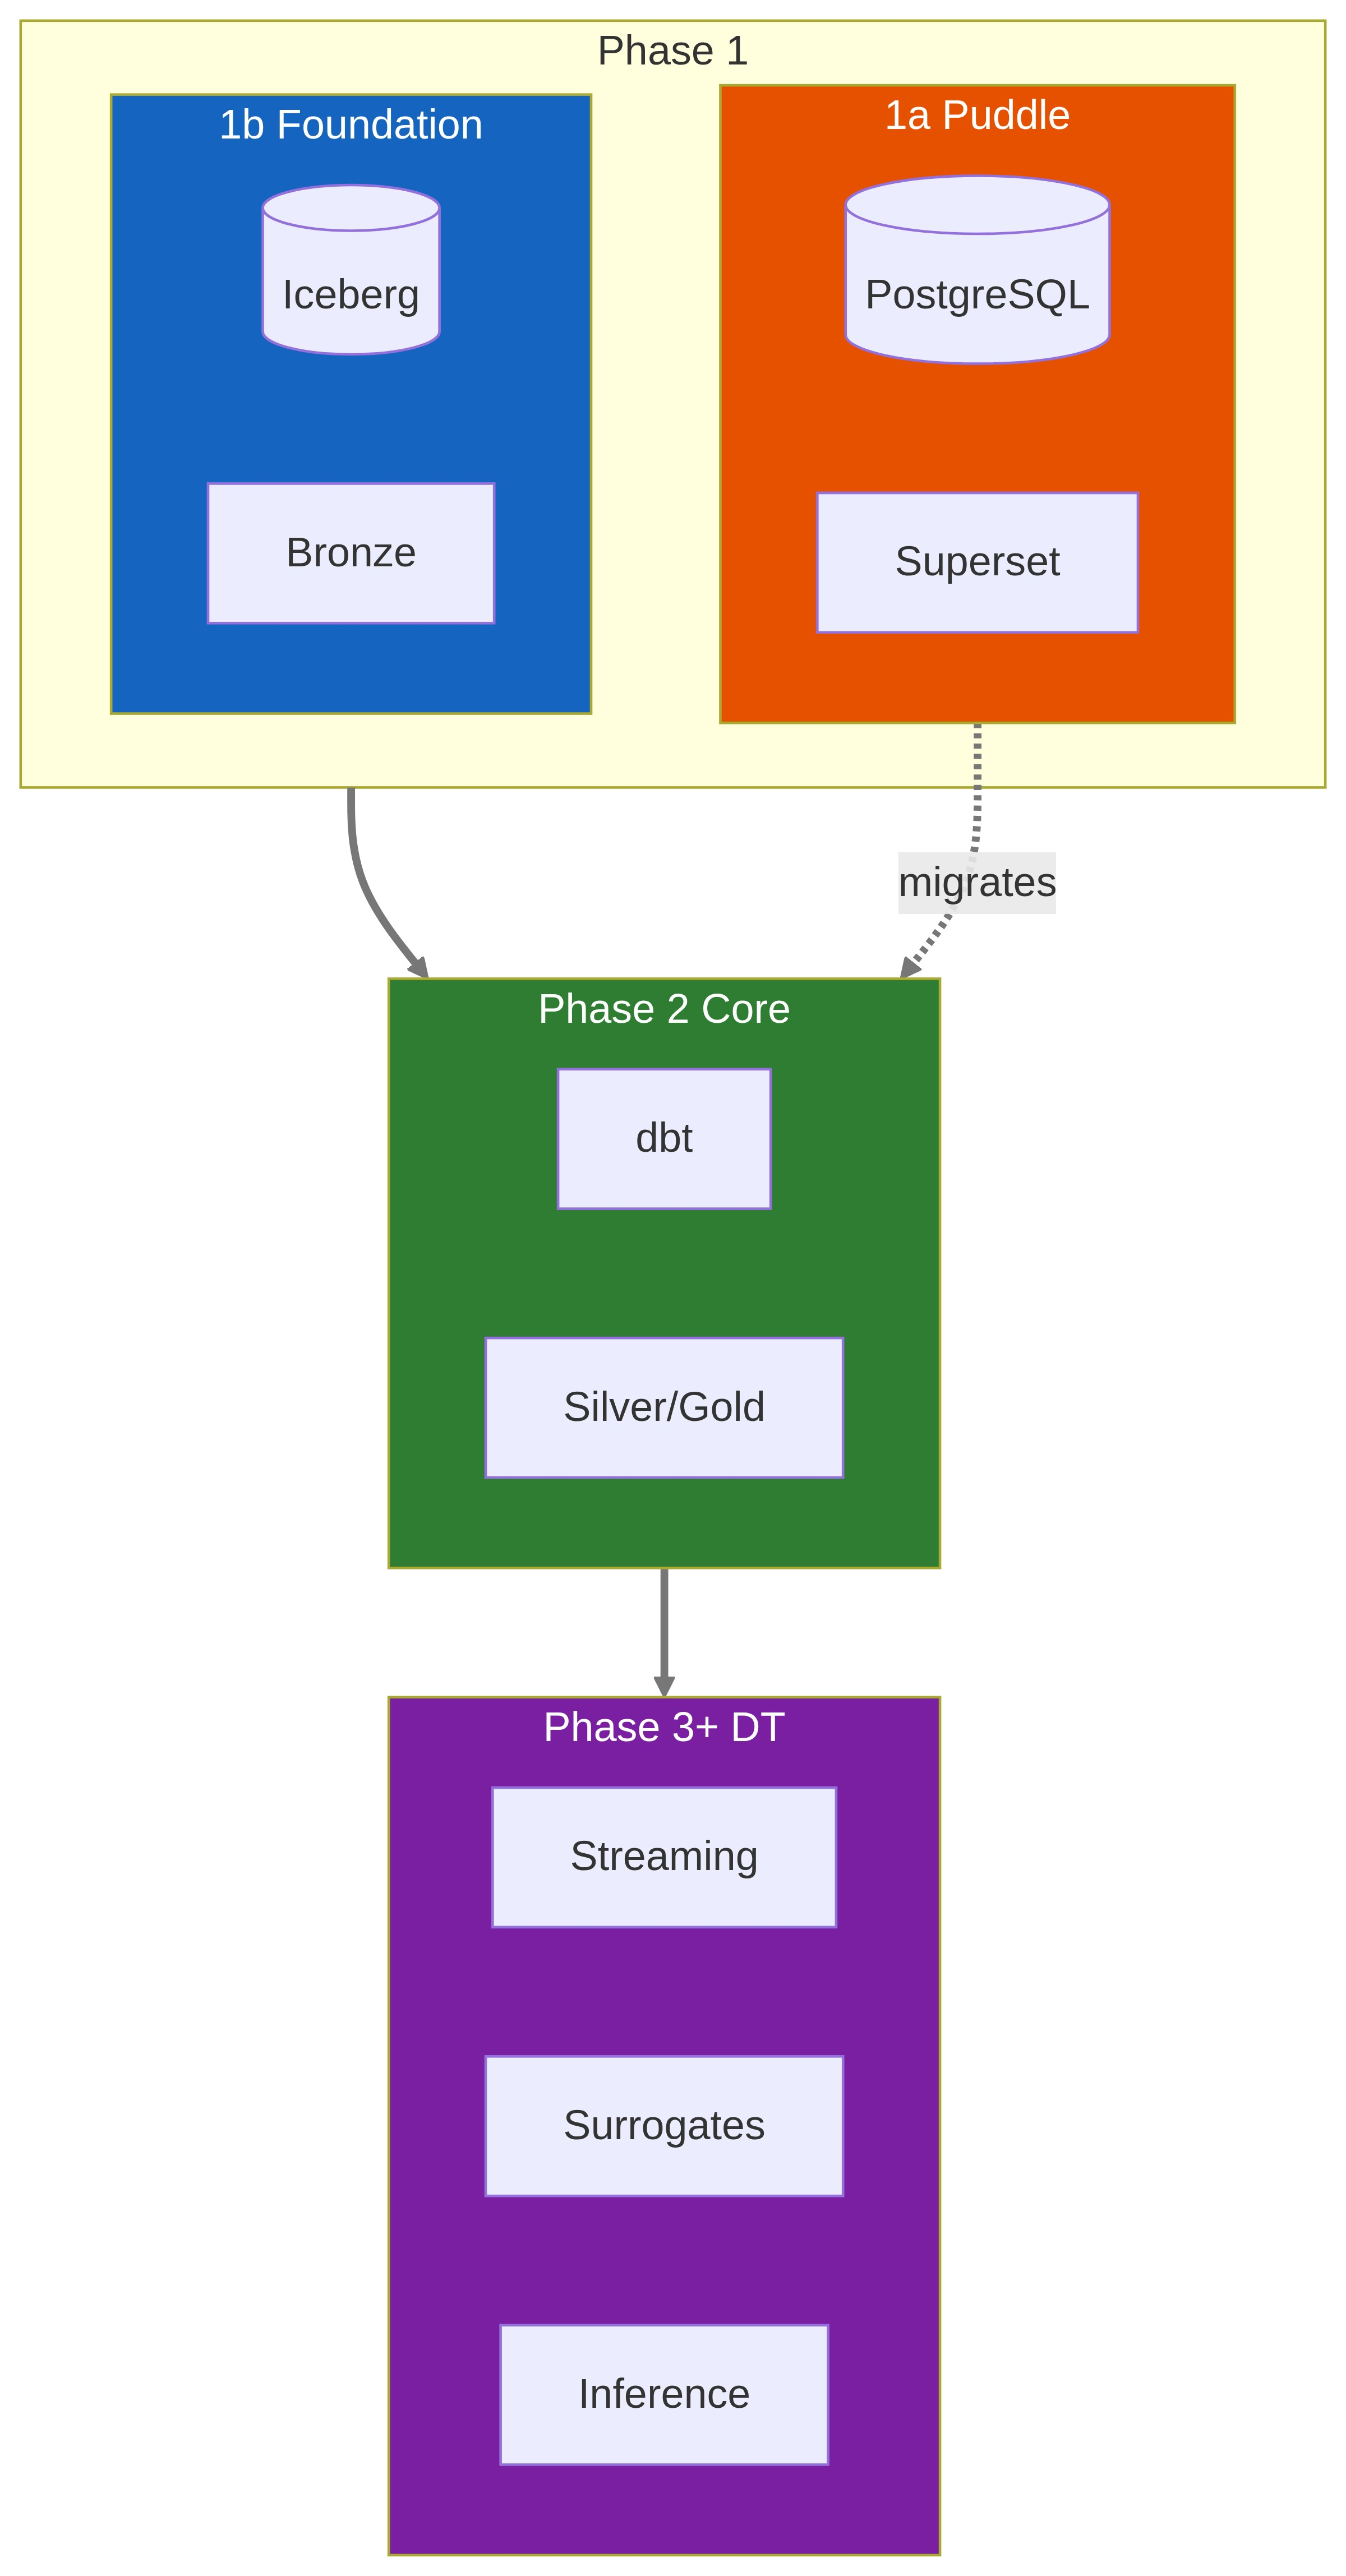 Phase 1
1b Foundation
Iceberg
Bronze
1a Puddle
PostgreSQL
Superset
migrates
Phase 2 Core
dbt
Silver/Gold
Phase 3+ DT
Streaming
Surrogates
Inference